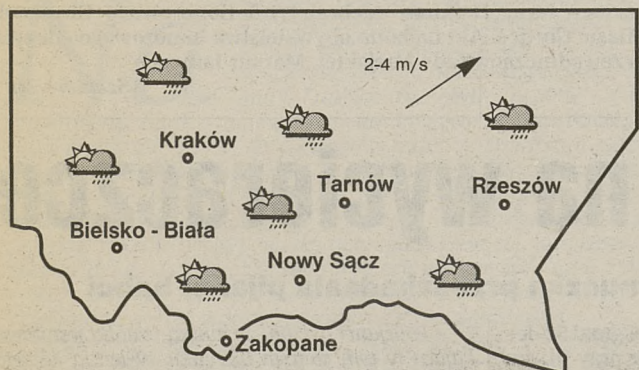 2-4 m/s
Kraków
Tarnów
Rzeszów
Bielsko - Biała
Nowy Sącz
Zakopane